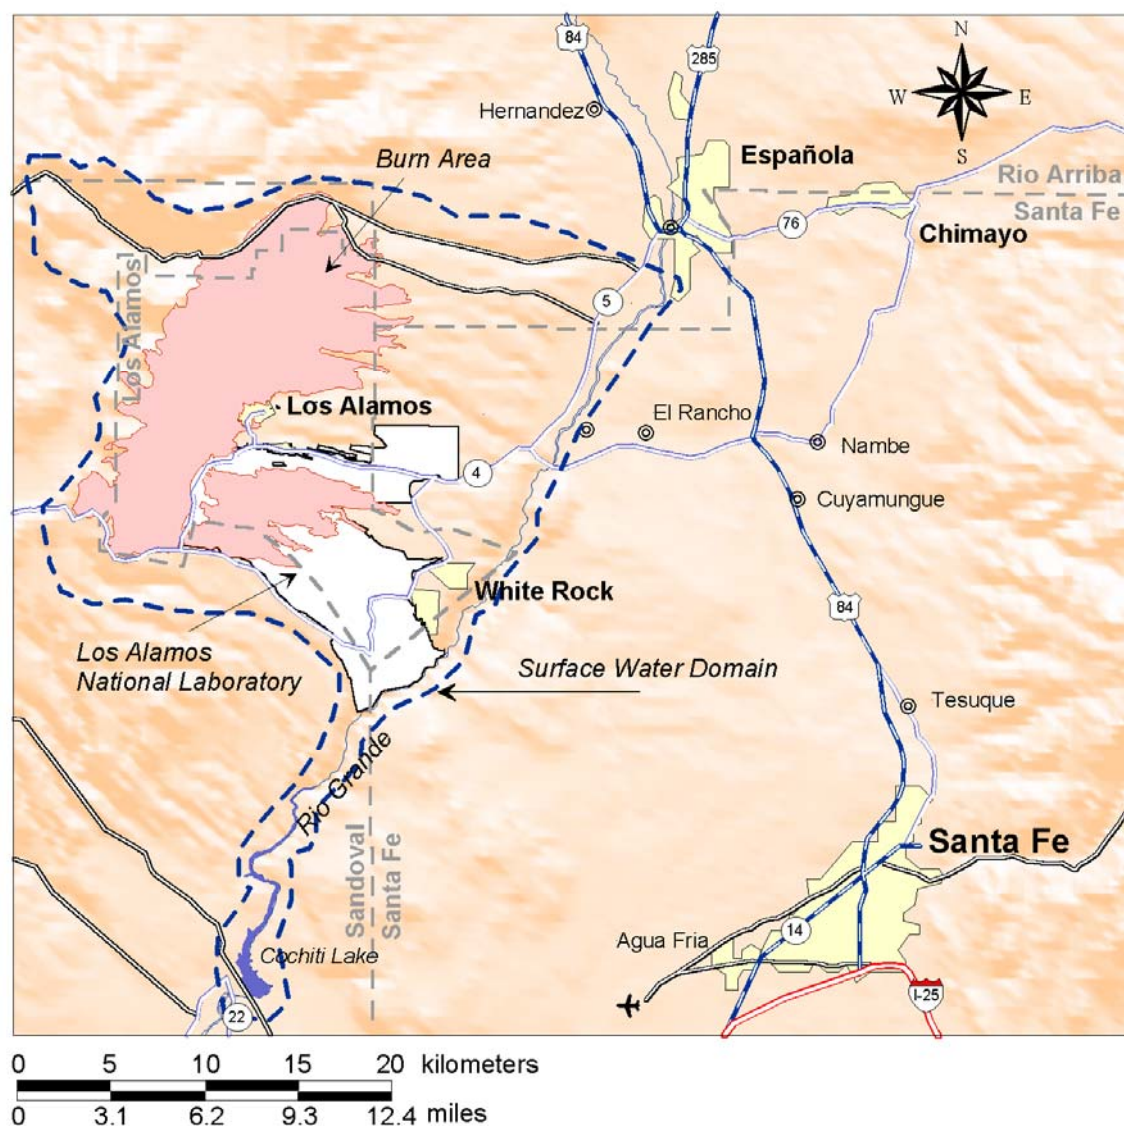 N
W
E
S
84
285
Hernandez
Burn Area
Española
Rio Arriba
Santa Fe
76
Chimayo
Los Alamos
5
Los Alamos
El Rancho
Nambe
4
Cuyamungue
White Rock
84
Los Alamos
National Laboratory
Surface Water Domain
Tesuque
Rio Grande
Sandoval
Santa Fe
Santa Fe
14
Agua Fria
Cochiti Lake
I-25
22
0 5 10 15 20 kilometers
0 3.1 6.2 9.3 12.4 miles